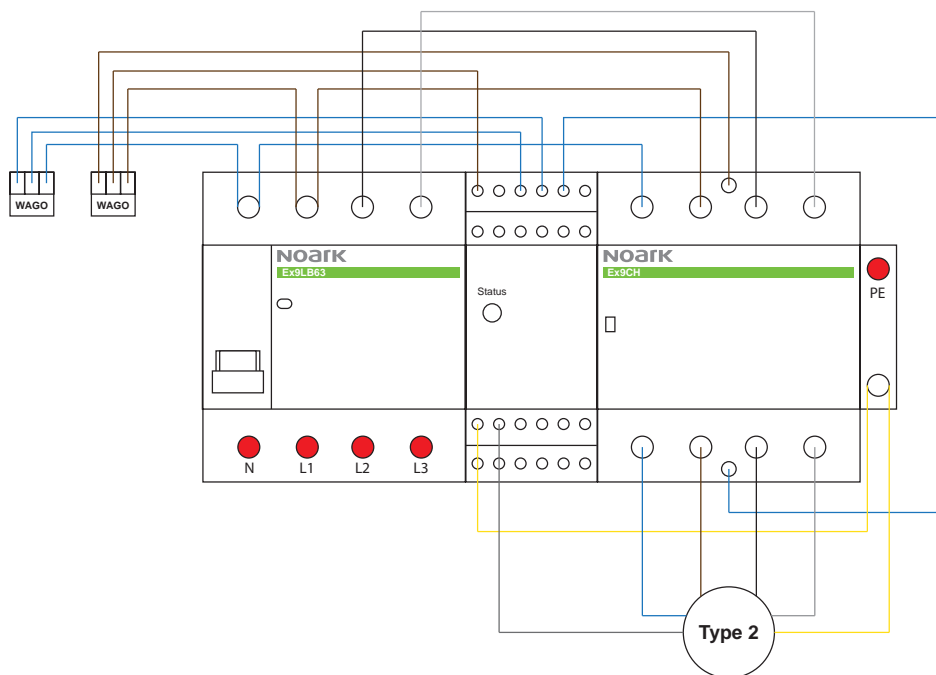 WAGO
WAGO
NOARK
Ex9LB63
Status
NOARK
Ex9CH
PE
N
L1
L2
L3
Type 2